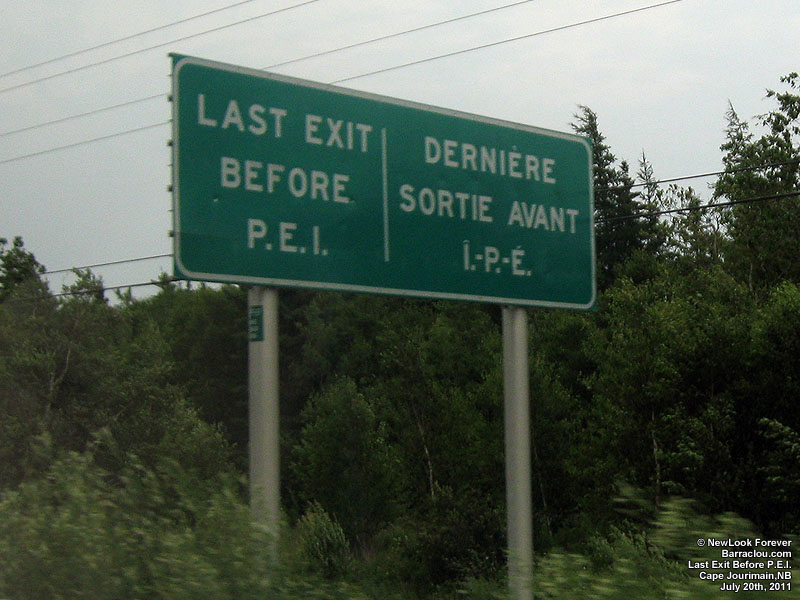 LAST EXIT
BEFORE
P.E.I.
DERNIÈRE
SORTIE AVANT
Î.-P.-É.
© NewLook Forever
Barraclou.com
Last Exit Before P.E.I.
Cape Jourimain,NB
July 20th, 2011